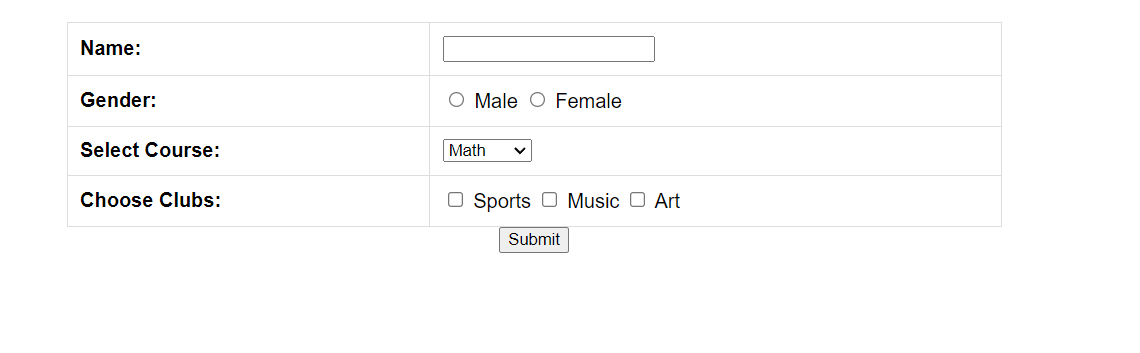 Name:
Gender: Male Female
Select Course: Math
Choose Clubs: Sports Music Art
Submit